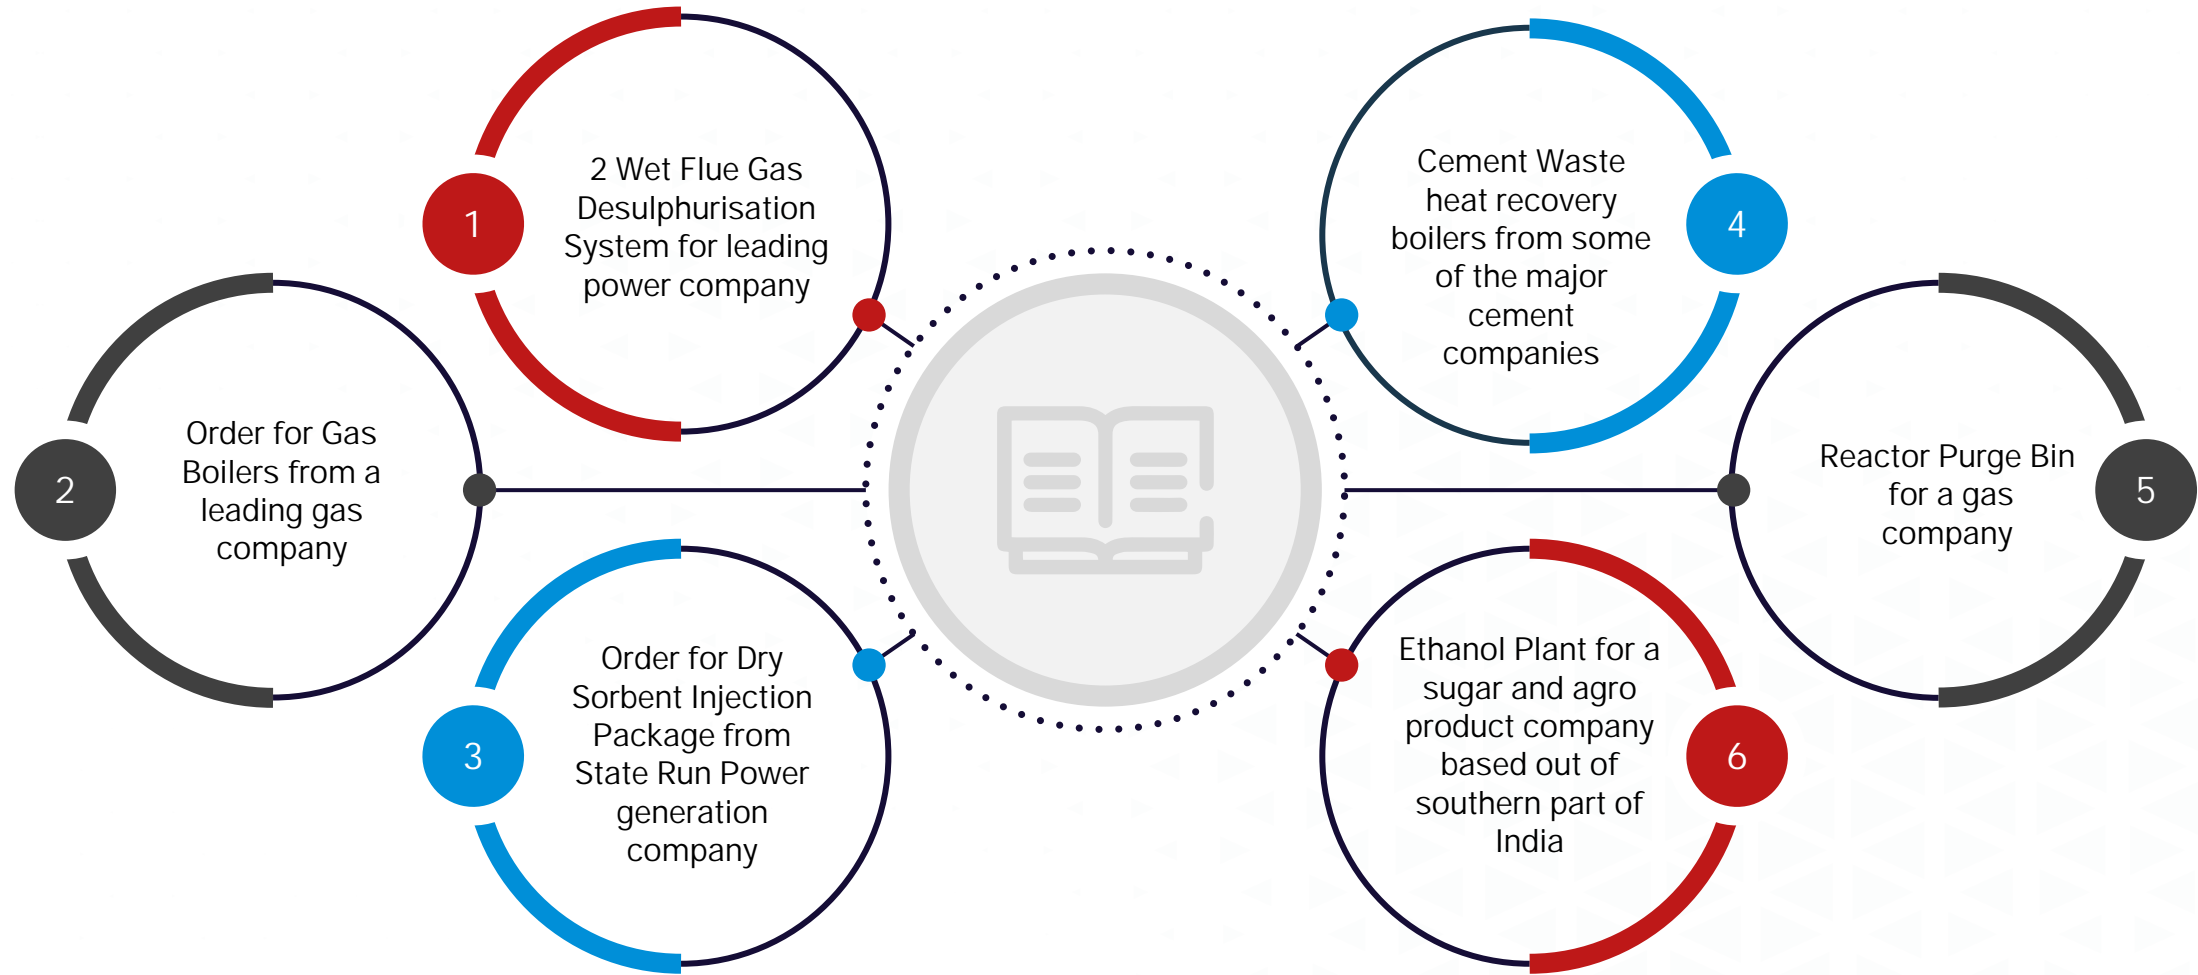 1
2 Wet Flue Gas
Desulphurisation
System for leading
power company
2
Order for Gas
Boilers from a
leading gas
company
3
Order for Dry
Sorbent Injection
Package from
State Run Power
generation
company
4
Cement Waste
heat recovery
boilers from some
of the major
cement
companies
5
Reactor Purge Bin
for a gas
company
6
Ethanol Plant for a
sugar and agro
product company
based out of
southern part of
India